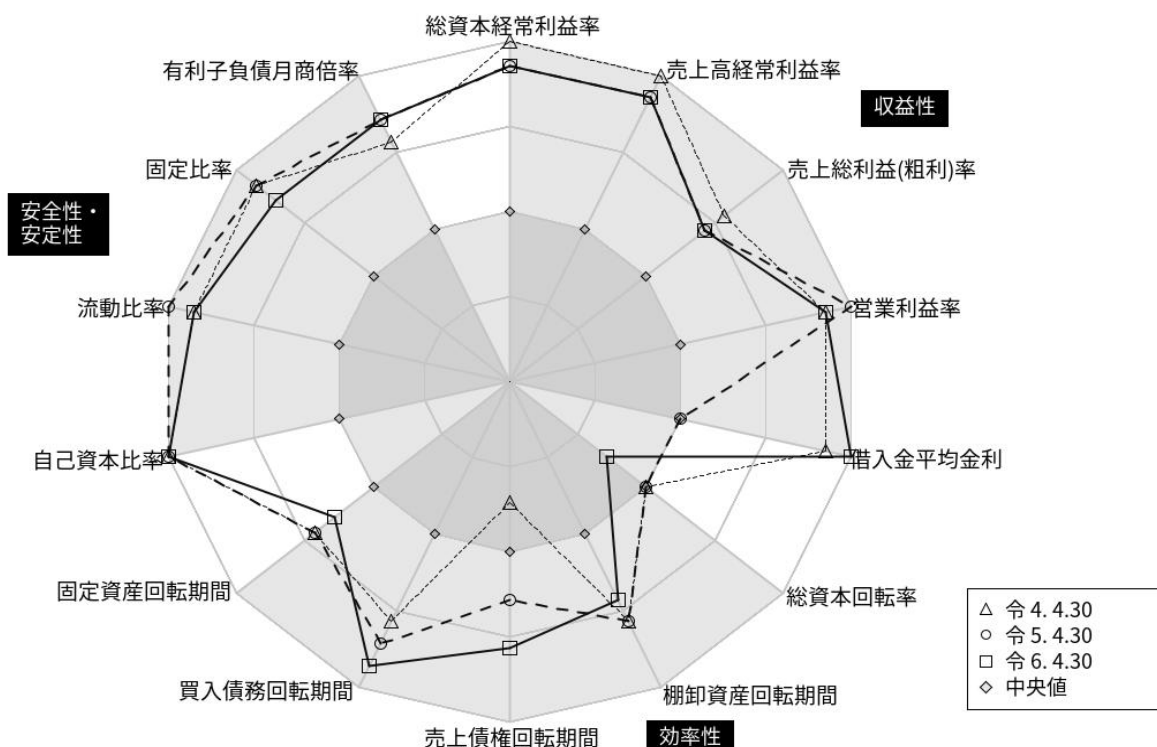 総資本経常利益率
有利子負債月商倍率
売上高経常利益率
収益性
固定比率
売上総利益(粗利)率
安全性・
安定性
流動比率
営業利益率
自己資本比率
借入金平均金利
固定資産回転期間
総資本回転率
買入債務回転期間
棚卸資産回転期間
売上債権回転期間
効率性
令4.4.30
令5.4.30
令6.4.30
中央値